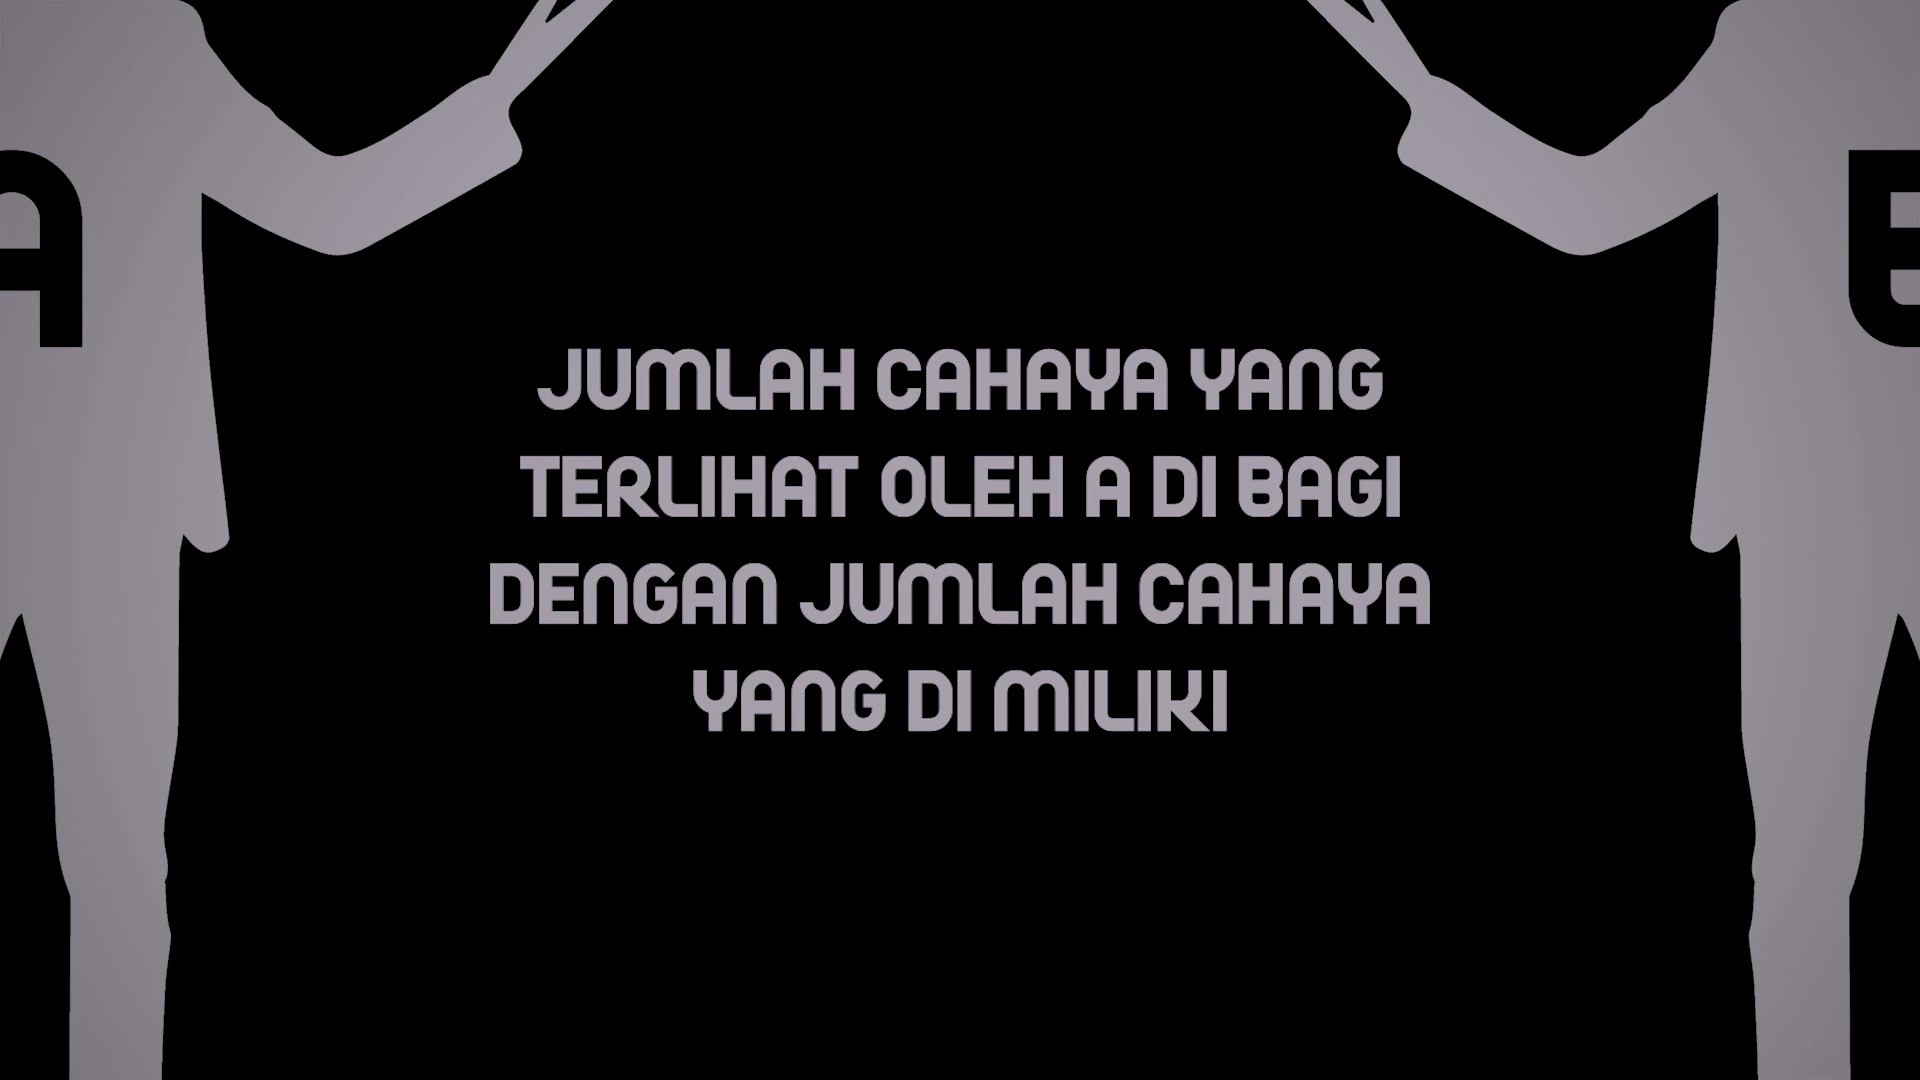 A
B
JUMLAH CAHAYA YANG
TERLIHAT OLEH A DI BAGI
DENGAN JUMLAH CAHAYA
YANG DI MILIKI